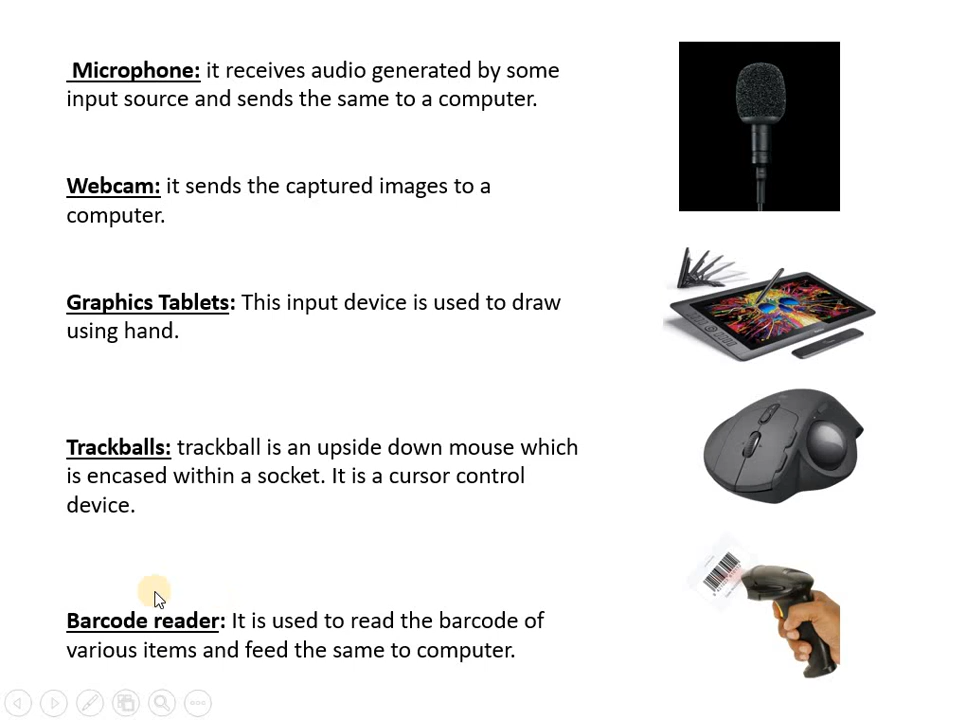 Microphone: it receives audio generated by some
input source and sends the same to a computer.
Webcam: it sends the captured images to a
computer.
Graphics Tablets: This input device is used to draw
using hand.
Trackballs: trackball is an upside down mouse which
is encased within a socket. It is a cursor control
device.
Barcode reader: It is used to read the barcode of
various items and feed the same to computer.